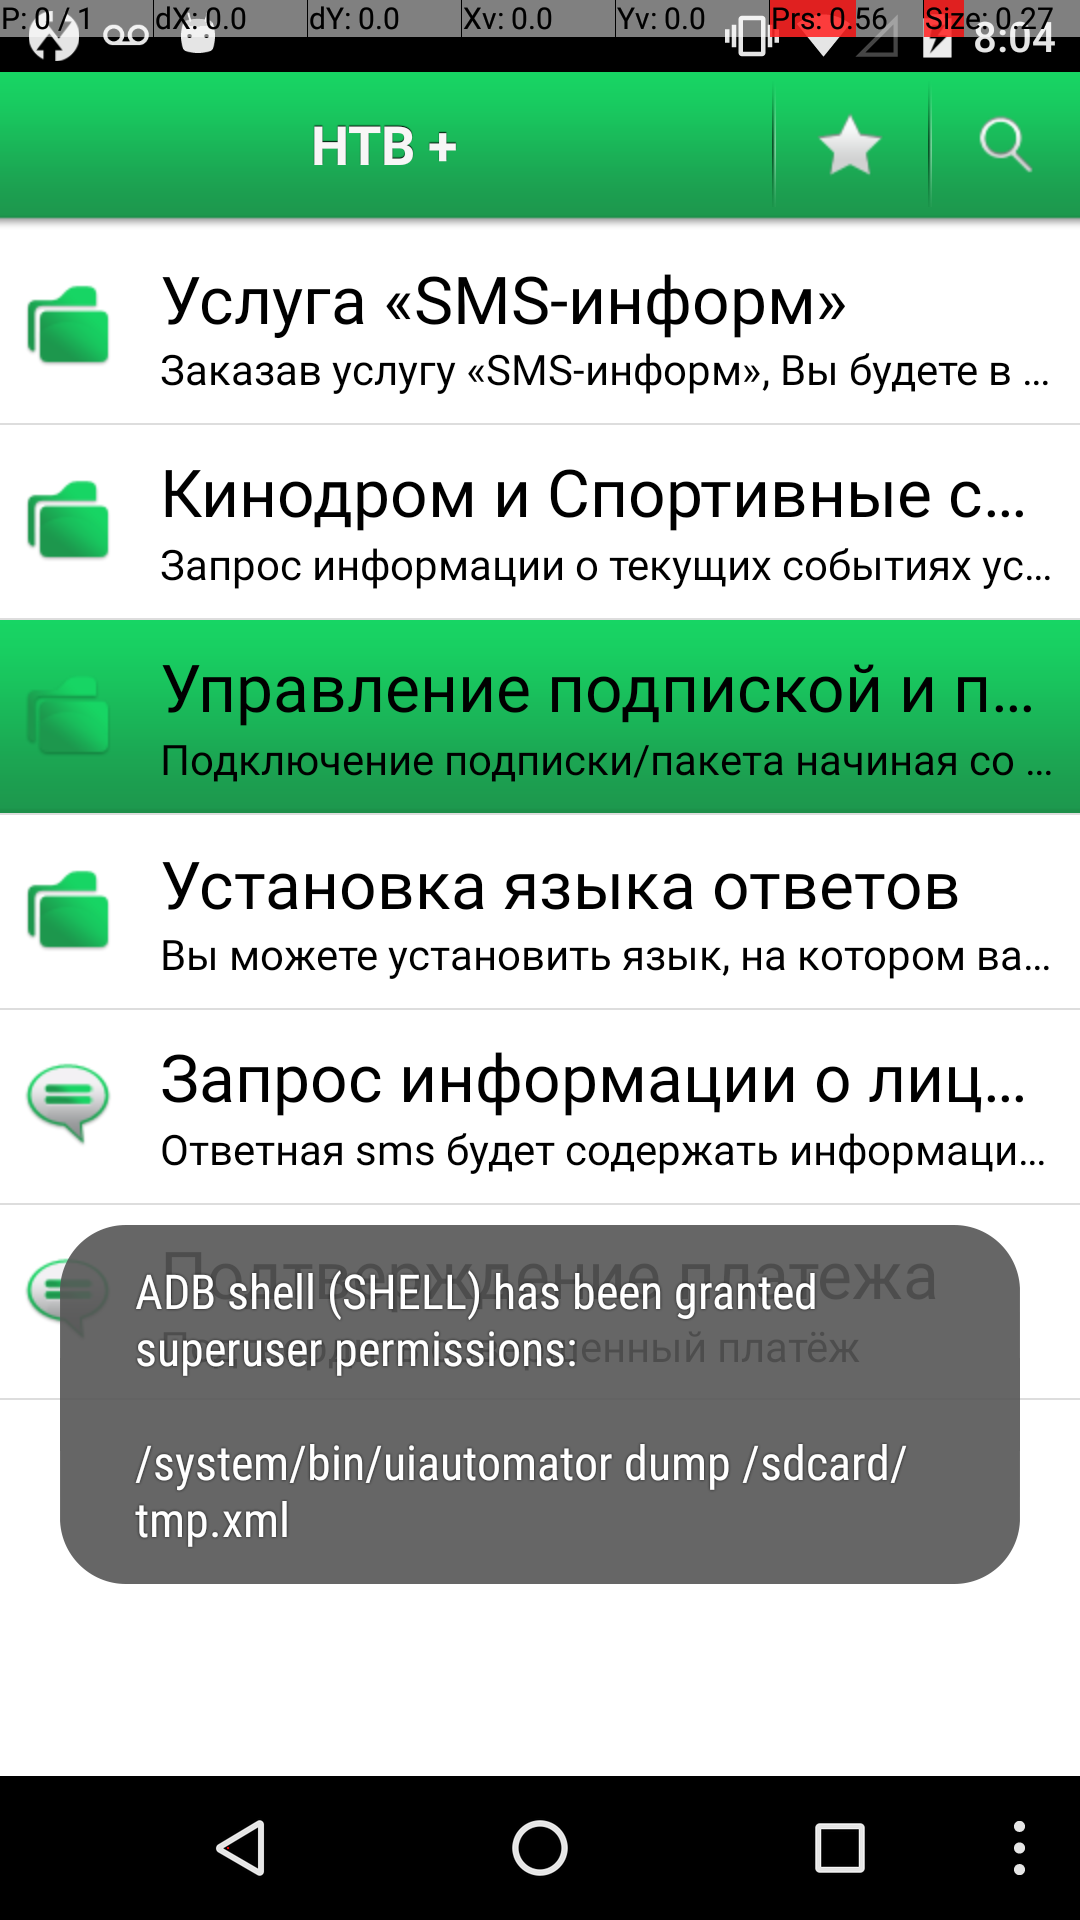 P: 0 / 1 dX: 0.0 dY: 0.0 Xv: 0.0 Yv: 0.0 Prs: 0.56 Size: 0.27
8:04
НТВ +
Услуга «SMS-информ»
Заказав услугу «SMS-информ», Вы будете в ...
Кинодром и Спортивные с...
Запрос информации о текущих событиях ус...
Управление подпиской и п...
Подключение подписки/пакета начиная со ...
Установка языка ответов
Вы можете установить язык, на котором ва...
Запрос информации о лиц...
Ответная sms будет содержать информаци...
Подтверждение платежа
ADB shell (SHELL) has been granted
superuser permissions:
платёж
/system/bin/uiautomator dump /sdcard/
tmp.xml